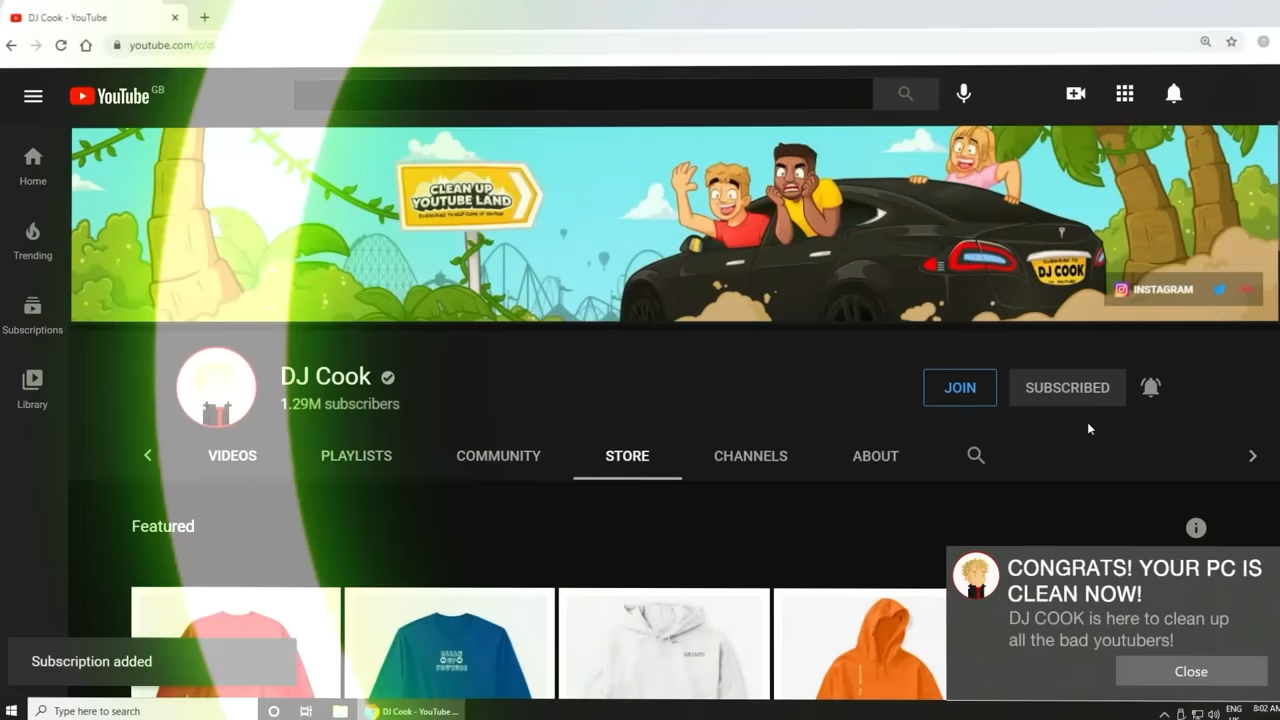 DJ Cook - YouTube
youtube.com/c/d
YouTube GB
CLEAN UP
YOUTUBE LAND
DJ COOK
INSTAGRAM
Home
Trending
Subscriptions
Library
DJ Cook
1.29M subscribers
JOIN
SUBSCRIBED
VIDEOS
PLAYLISTS
COMMUNITY
STORE
CHANNELS
ABOUT
Featured
CONGRATS! YOUR PC IS
CLEAN NOW!
DJ COOK is here to clean up
all the bad youtubers!
Close
Subscription added
Type here to search
DJ Cook - YouTube ...
ENG
8:02 AM